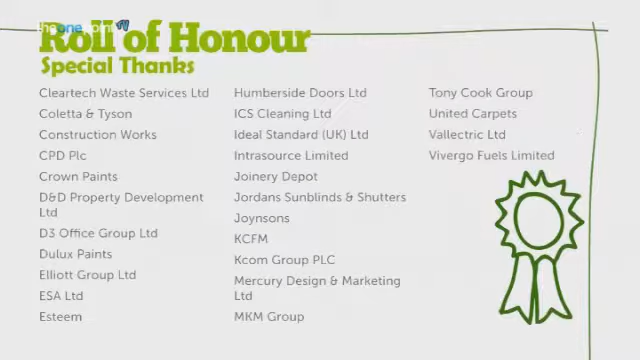 theonepoint TV
Roll of Honour
Special Thanks
Cleartech Waste Services Ltd
Coletta & Tyson
Construction Works
CPD Plc
Crown Paints
D&D Property Development
Ltd
D3 Office Group Ltd
Dulux Paints
Elliott Group Ltd
ESA Ltd
Esteem
Humberside Doors Ltd
ICS Cleaning Ltd
Ideal Standard (UK) Ltd
Intrasource Limited
Joinery Depot
Jordans Sunblinds & Shutters
Joynsons
KCFM
Kcom Group PLC
Mercury Design & Marketing
Ltd
MKM Group
Tony Cook Group
United Carpets
Vallectric Ltd
Vivergo Fuels Limited